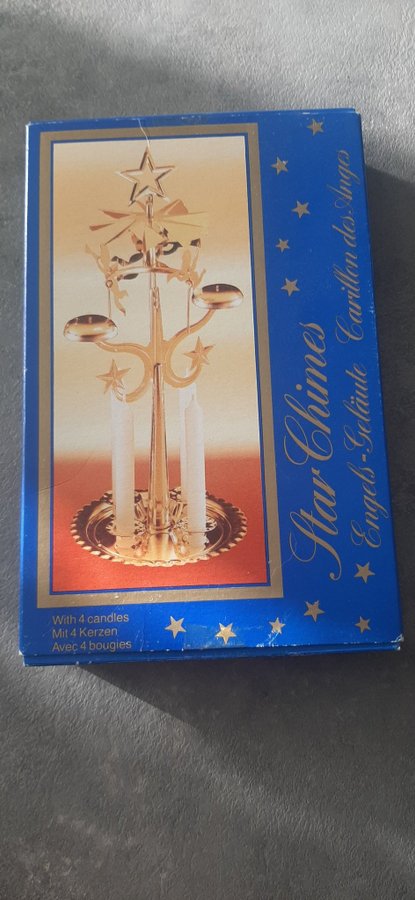 Star Chimes
Engels-Geläute Carillon des Anges
With 4 candles
Mit 4 Kerzen
Avec 4 bougies